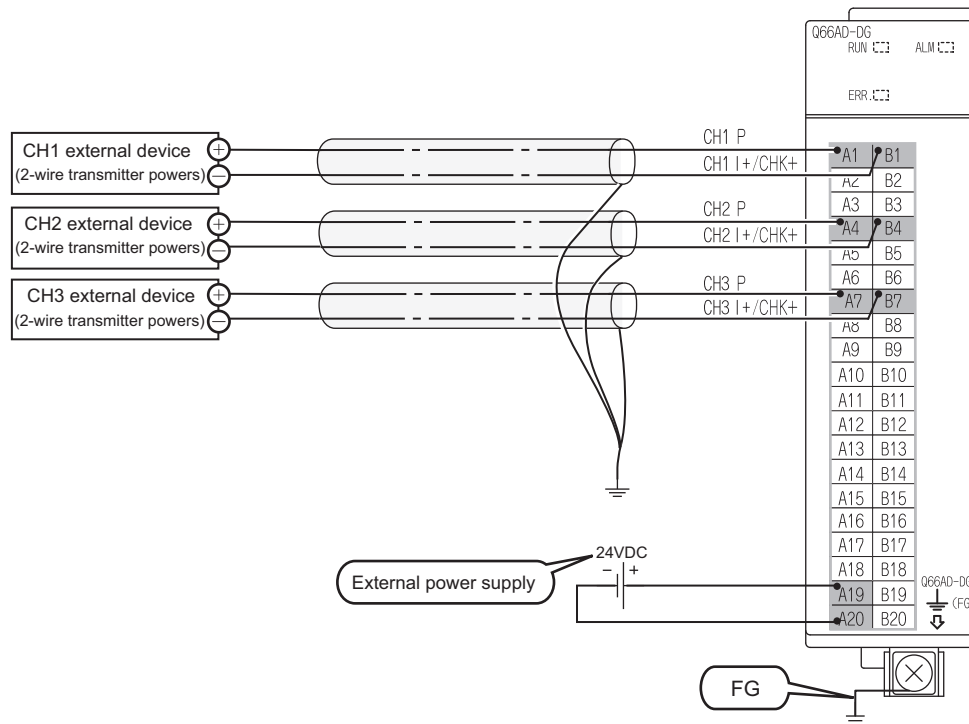 Q66AD-DG
RUN ALM
ERR.
CH1 external device
(2-wire transmitter powers)
+
−
CH1 P
CH1 I+/CHK+
CH2 external device
(2-wire transmitter powers)
+
−
CH2 P
CH2 I+/CHK+
CH3 external device
(2-wire transmitter powers)
+
−
CH3 P
CH3 I+/CHK+
A1 B1
A2 B2
A3 B3
A4 B4
A5 B5
A6 B6
A7 B7
A8 B8
A9 B9
A10 B10
A11 B11
A12 B12
A13 B13
A14 B14
A15 B15
A16 B16
A17 B17
A18 B18
A19 B19
A20 B20
24VDC
− +
External power supply
Q66AD-DG
(FG
FG